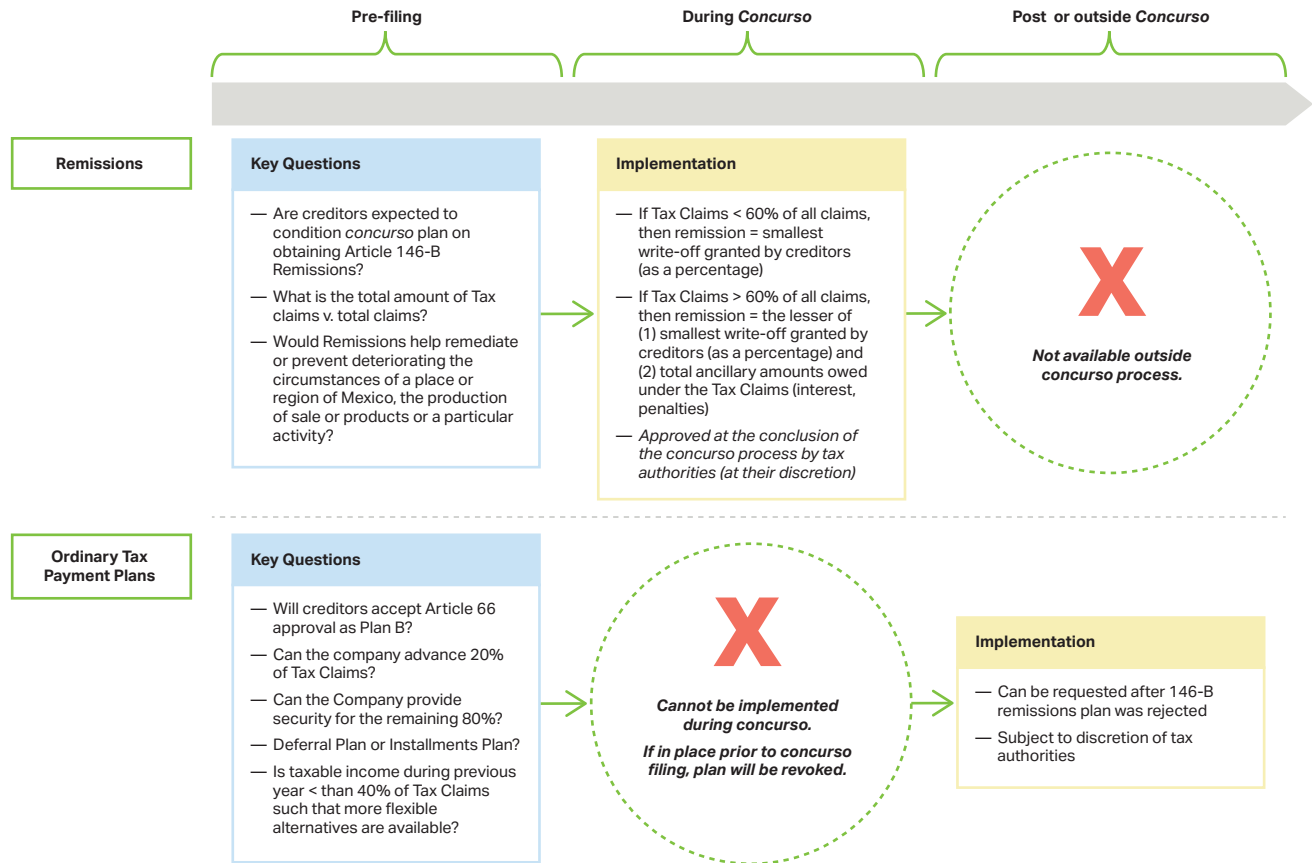 Pre-filing
During Concurso
Post or outside Concurso
Remissions
Key Questions
— Are creditors expected to
condition concurso plan on
obtaining Article 146-B
Remissions?
— What is the total amount of Tax
claims v. total claims?
— Would Remissions help remediate
or prevent deteriorating the
circumstances of a place or
region of Mexico, the production
of sale or products or a particular
activity?
Implementation
— If Tax Claims < 60% of all claims,
then remission = smallest
write-off granted by creditors
(as a percentage)
— If Tax Claims > 60% of all claims,
then remission = the lesser of
(1) smallest write-off granted by
creditors (as a percentage) and
(2) total ancillary amounts owed
under the Tax Claims (interest,
penalties)
— Approved at the conclusion of
the concurso process by tax
authorities (at their discretion)
X
Not available outside
concurso process.
Ordinary Tax
Payment Plans
Key Questions
— Will creditors accept Article 66
approval as Plan B?
— Can the company advance 20%
of Tax Claims?
— Can the Company provide
security for the remaining 80%?
— Deferral Plan or Installments Plan?
— Is taxable income during previous
year < than 40% of Tax Claims
such that more flexible
alternatives are available?
X
Cannot be implemented
during concurso.
If in place prior to concurso
filing, plan will be revoked.
Implementation
— Can be requested after 146-B
remissions plan was rejected
— Subject to discretion of tax
authorities